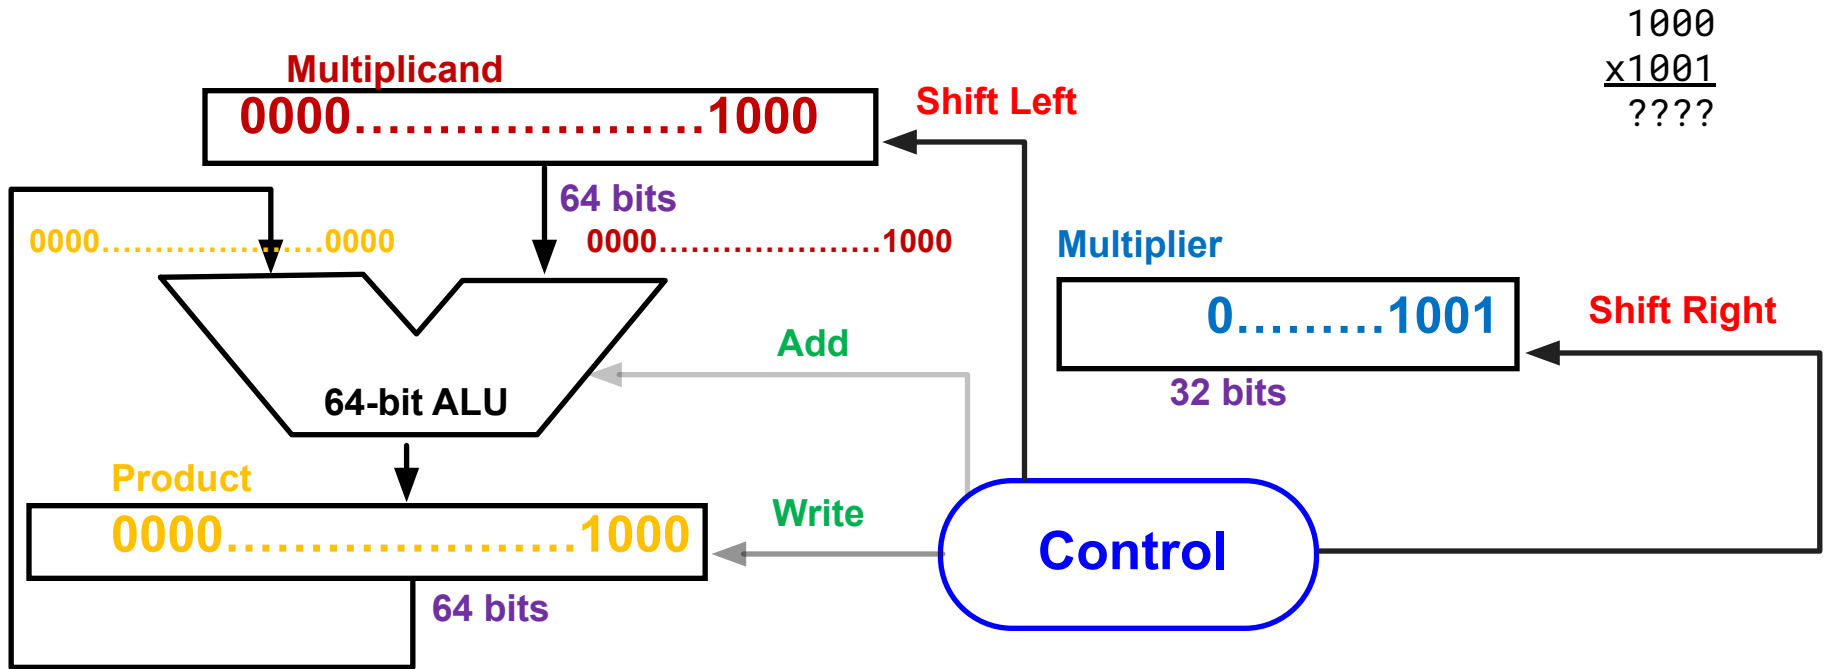 1000
x1001
????
Multiplicand
0000.....................1000
Shift Left
64 bits
0000.....................0000
0000.....................1000
Multiplier
0.........1001
Shift Right
32 bits
Add
64-bit ALU
Product
0000.....................1000
Write
Control
64 bits